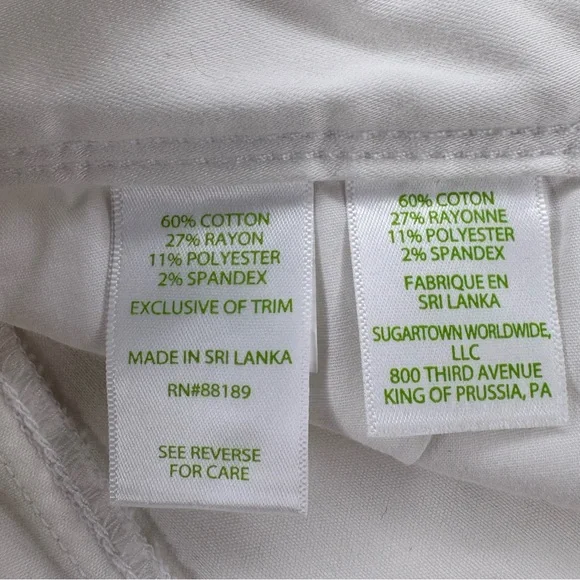 60% COTTON
27% RAYON
11% POLYESTER
2% SPANDEX
EXCLUSIVE OF TRIM
MADE IN SRI LANKA
RN#88189
SEE REVERSE
FOR CARE
60% COTON
27% RAYONNE
11% POLYESTER
2% SPANDEX
FABRIQUE EN
SRI LANKA
SUGARTOWN WORLDWIDE,
LLC
800 THIRD AVENUE
KING OF PRUSSIA, PA